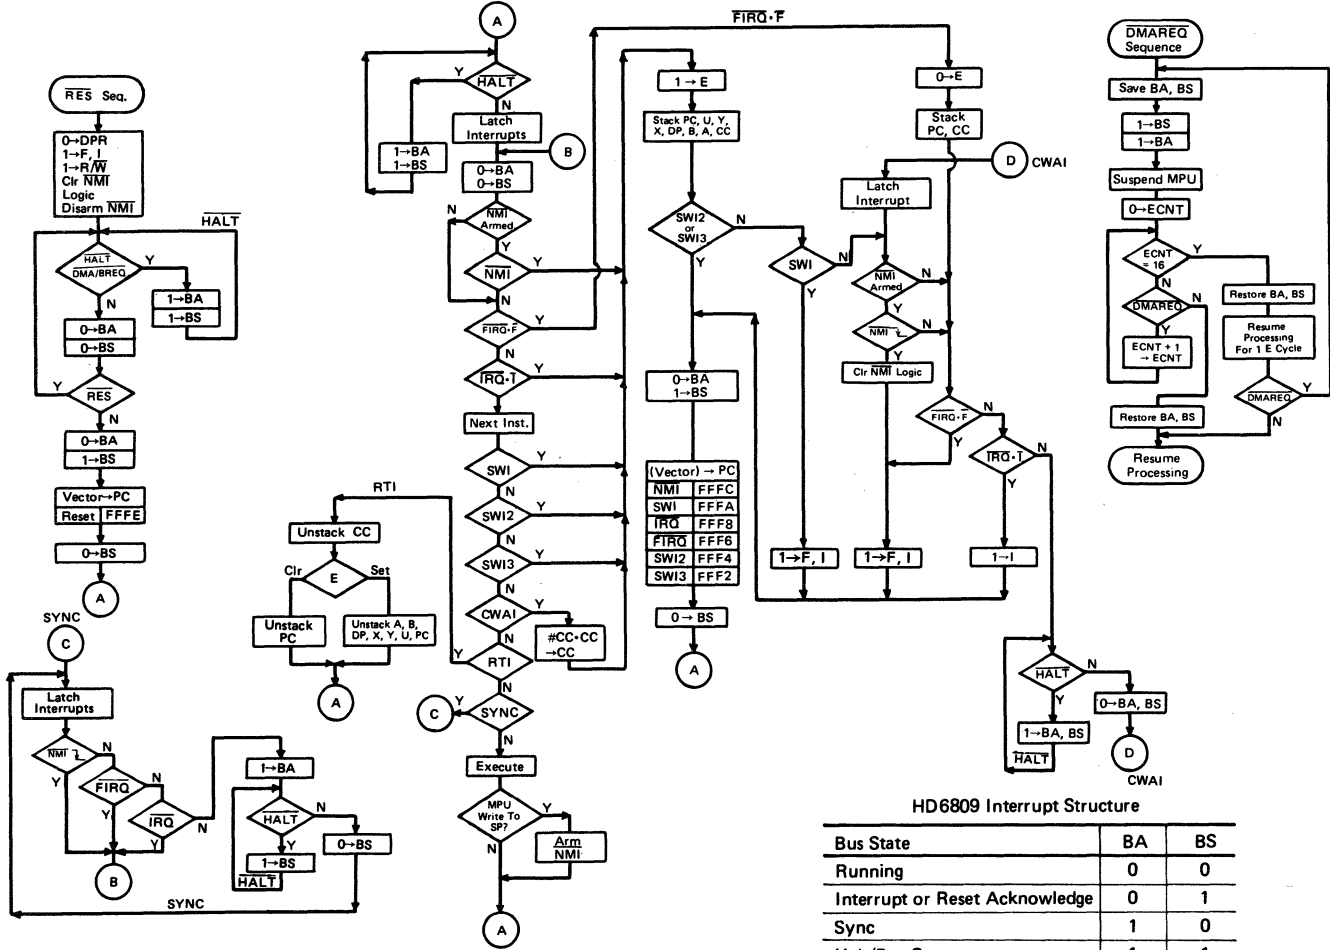 RES Seq.
0→DPR
1→F, I
1→R/W
Clr NMI
Logic
Disarm NMI
HALT
HALT
DMA/BREQ
Y
N
1→BA
1→BS
0→BA
0→BS
Y
RES
N
0→BA
1→BS
Vector→PC
Reset FFFE
0→BS
A
SYNC
C
Latch
Interrupts
NMI
N
Y
FIRQ
N
Y
IRQ
N
Y
B
SYNC
1→BA
HALT
N
Y
1→BS
HALT
0→BS
A
Y
HALT
N
1→BA
1→BS
Latch
Interrupts
B
0→BA
0→BS
N
NMI
Armed
Y
NMI
Y
N
FIRQ·F
Y
N
IRQ·I
Y
N
Next Inst.
SWI
Y
N
SWI2
Y
N
SWI3
Y
N
CWAI
Y
N
#CC·CC
→CC
Y
RTI
N
Y
C
SYNC
N
Execute
MPU
Write To
SP?
Y
N
Arm
NMI
A
RTI
Unstack CC
Clr
E
Set
Unstack
PC
Unstack A, B,
DP, X, Y, U, PC
A
FIRQ·F
1→E
Stack PC, U, Y,
X, DP, B, A, CC
SWI2
or
SWI3
N
Y
SWI
N
Y
0→BA
1→BS
(Vector)→PC
NMI FFFC
SWI FFFA
IRQ FFF8
FIRQ FFF6
SWI2 FFF4
SWI3 FFF2
0→BS
A
0→E
Stack
PC, CC
D CWAI
Latch
Interrupt
NMI
Armed
N
Y
NMI
N
Y
Clr NMI Logic
FIRQ·F
N
Y
IRQ·I
N
Y
1→F, I
1→F, I
1→I
HALT
N
Y
1→BA, BS
HALT
0→BA, BS
D
CWAI
DMAREQ
Sequence
Save BA, BS
1→BS
1→BA
Suspend MPU
0→ECNT
ECNT
= 16
Y
N
DMAREQ
N
Y
ECNT + 1
→ ECNT
Restore BA, BS
Restore BA, BS
Resume
Processing
For 1 E Cycle
DMAREQ
Y
N
Resume
Processing
HD6809 Interrupt Structure
Bus State BA BS
Running 0 0
Interrupt or Reset Acknowledge 0 1
Sync 1 0